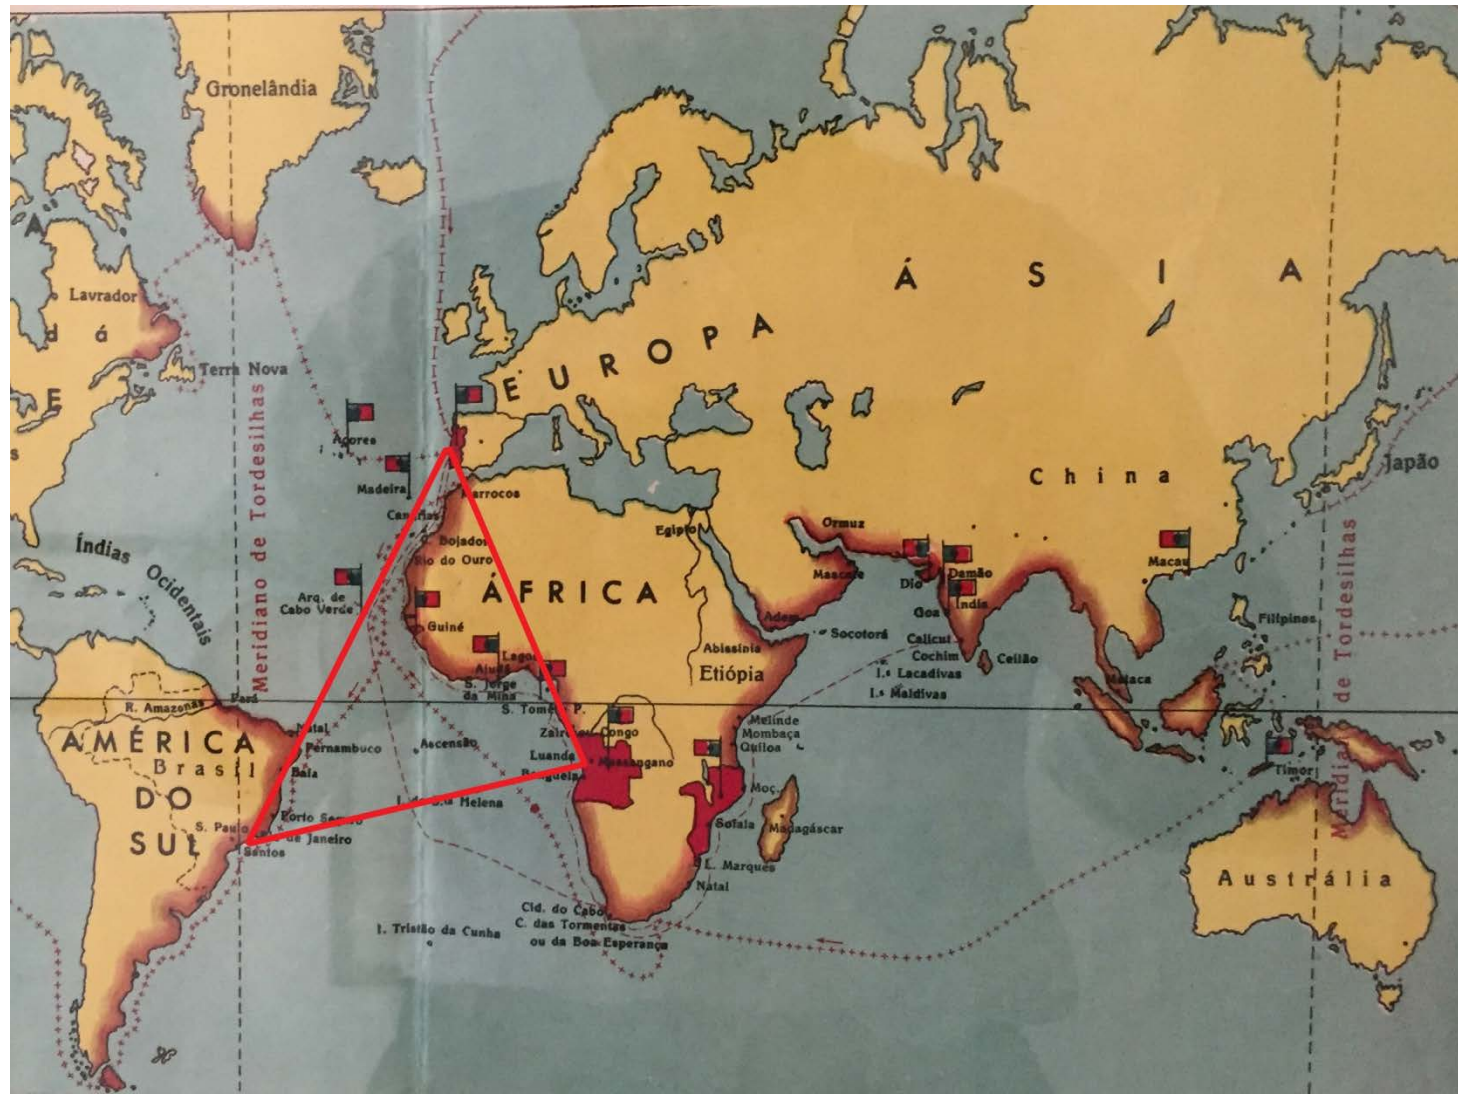 Gronelândia
A
Lavrador
d á
E
s
Terra Nova
Meridiano de Tordesilhas
Índias
Ocidentais
Açores
Madeira
Canárias
Marrocos
Bojador
Rio do Ouro
Arq. de
Cabo Verde
EUROPA
ÁSIA
China
Japão
ÁFRICA
Egipto
Guiné
Lagos
Ajudá
S. Jorge
da Mina
S. Tomé P.
Abissínia
Etiópia
Ormuz
Mascate
Adem
Socotorá
Dio
Damão
Índia
Goa
Calicut
Cochim
Ceilão
I.s Lacadivas
I.s Maldivas
Macau
Filipinas
Malaca
Timor
Meridiano de Tordesilhas
Pará
R. Amazonas
AMÉRICA
Brasil
DO
SUL
Natal
Pernambuco
Baía
Porto Seguro
S. Paulo
de Janeiro
Santos
Ascensão
Helena
I. Tristão da Cunha
Zaire
Congo
Luanda
Massangano
Benguela
Melinde
Mombaça
Quiloa
Moç.
Sofala
Madagáscar
L. Marques
Natal
Cid. do Cabo
C. das Tormentas
ou da Boa Esperança
Austrália